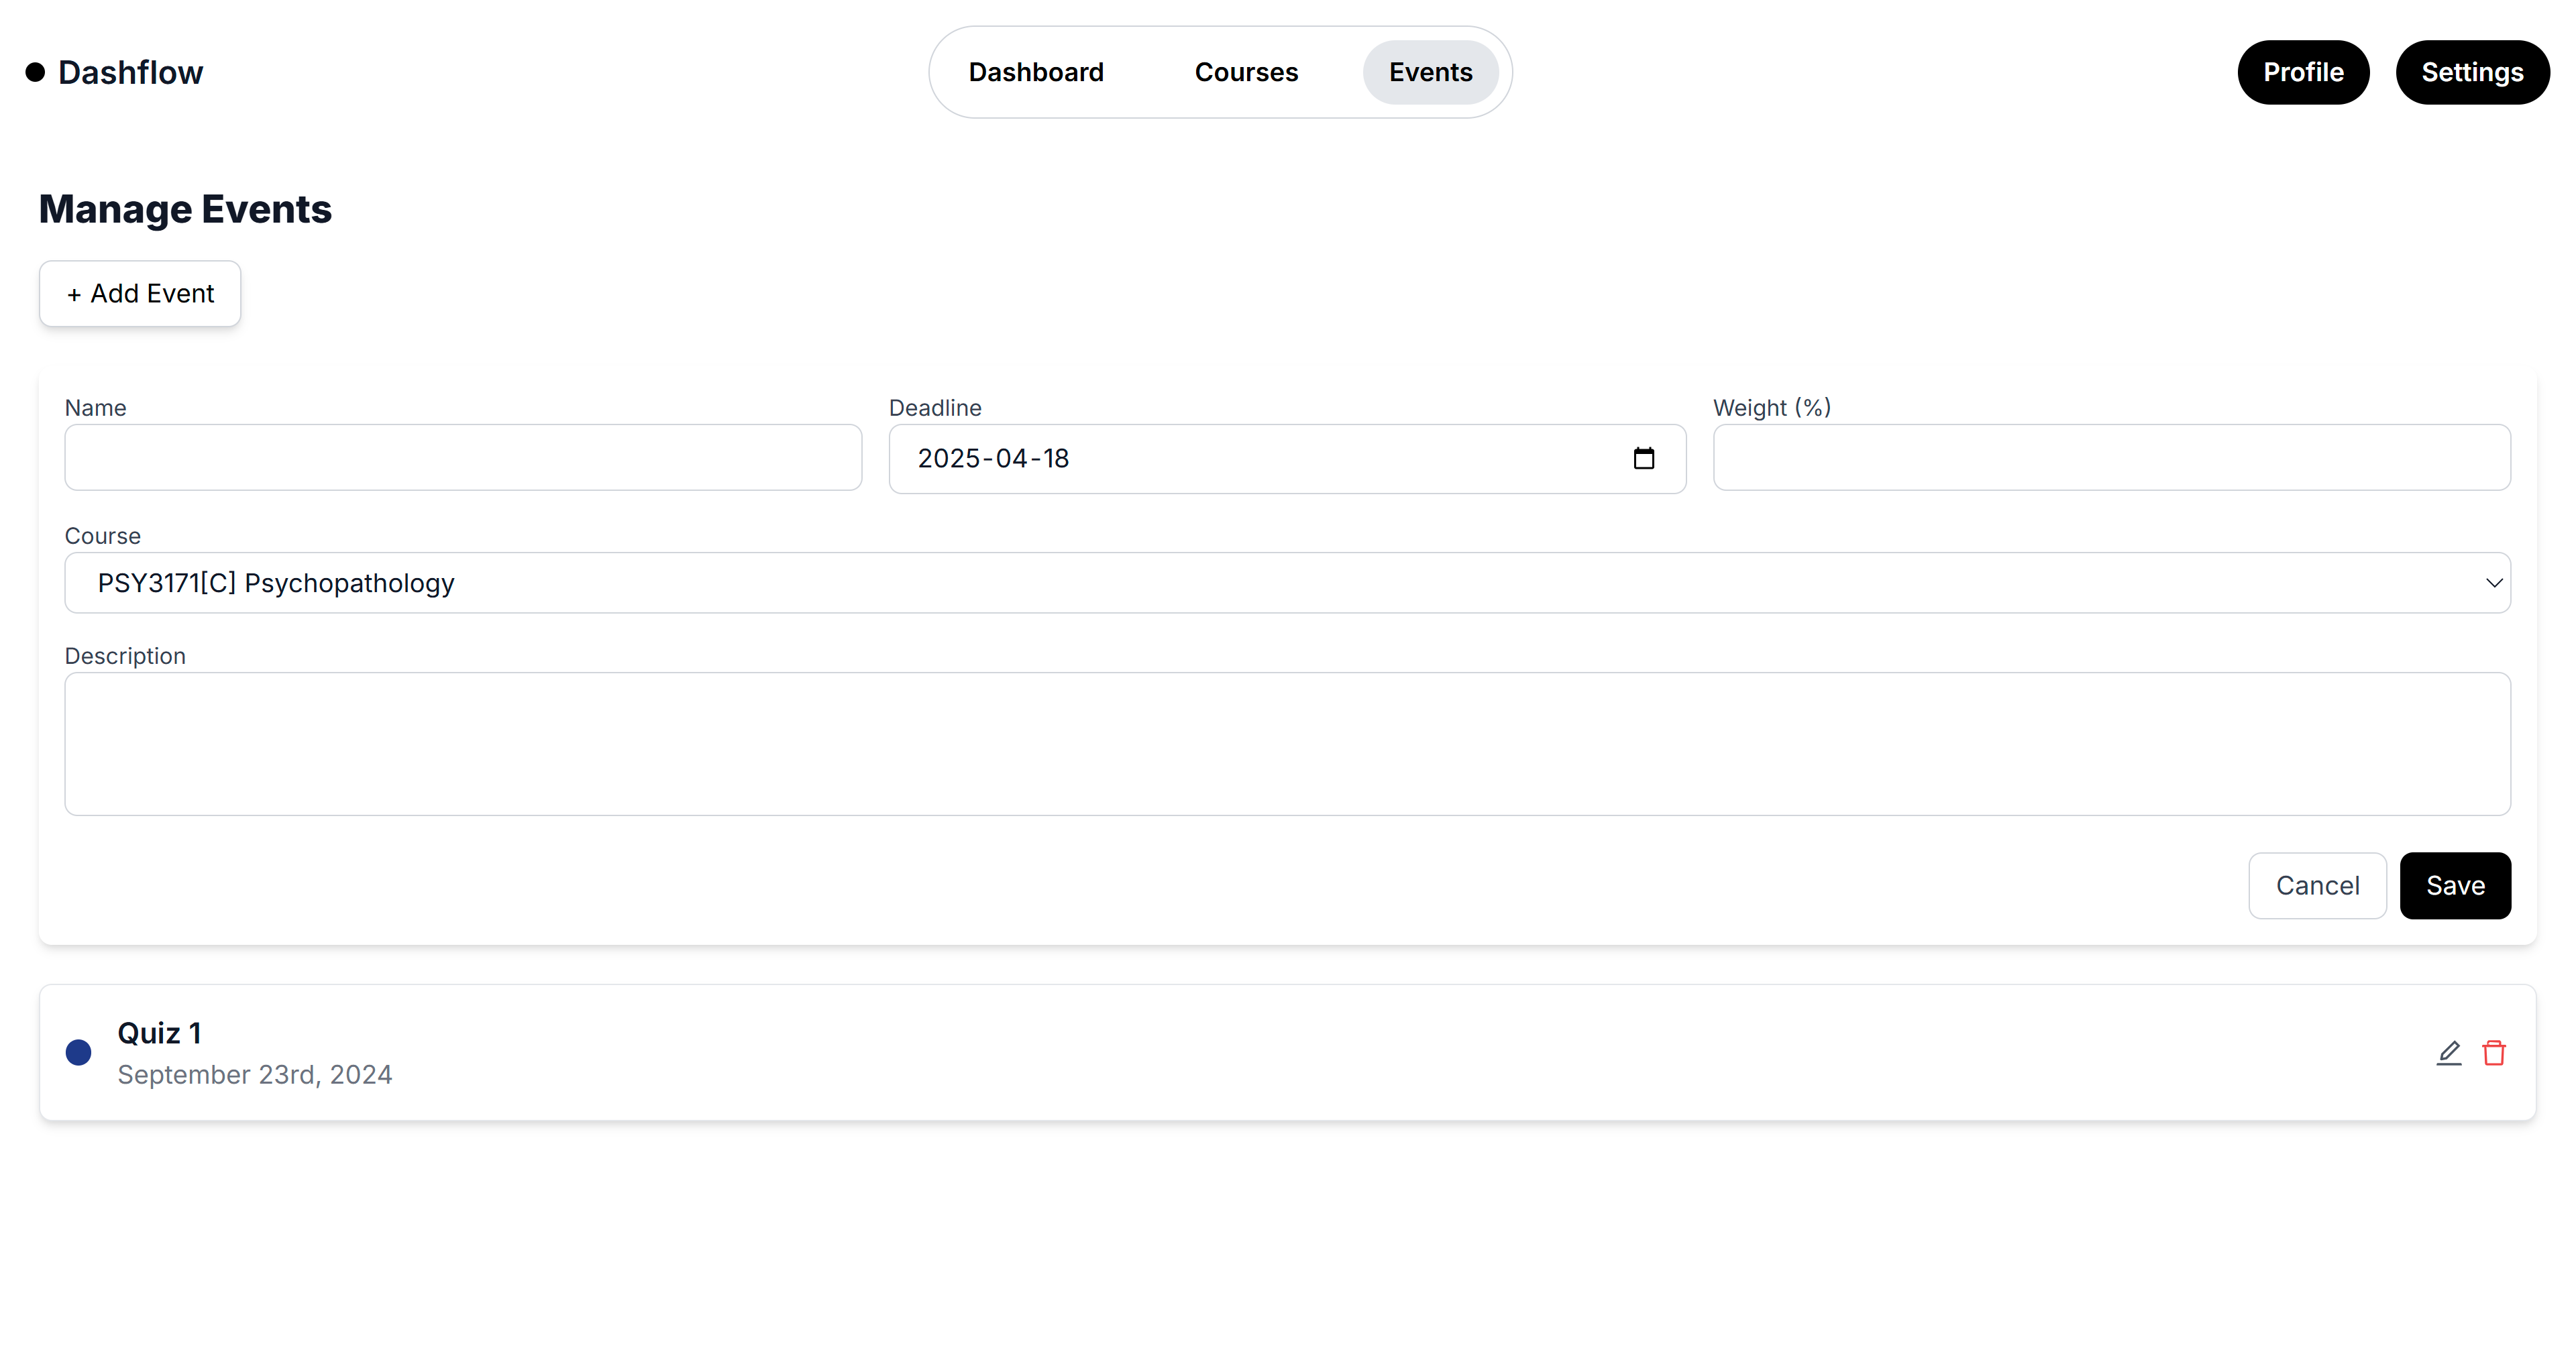 Dashflow
Dashboard Courses Events
Profile Settings
Manage Events
+ Add Event
Name Deadline Weight (%)
2025-04-18
Course
PSY3171[C] Psychopathology
Description
Cancel Save
Quiz 1
September 23rd, 2024